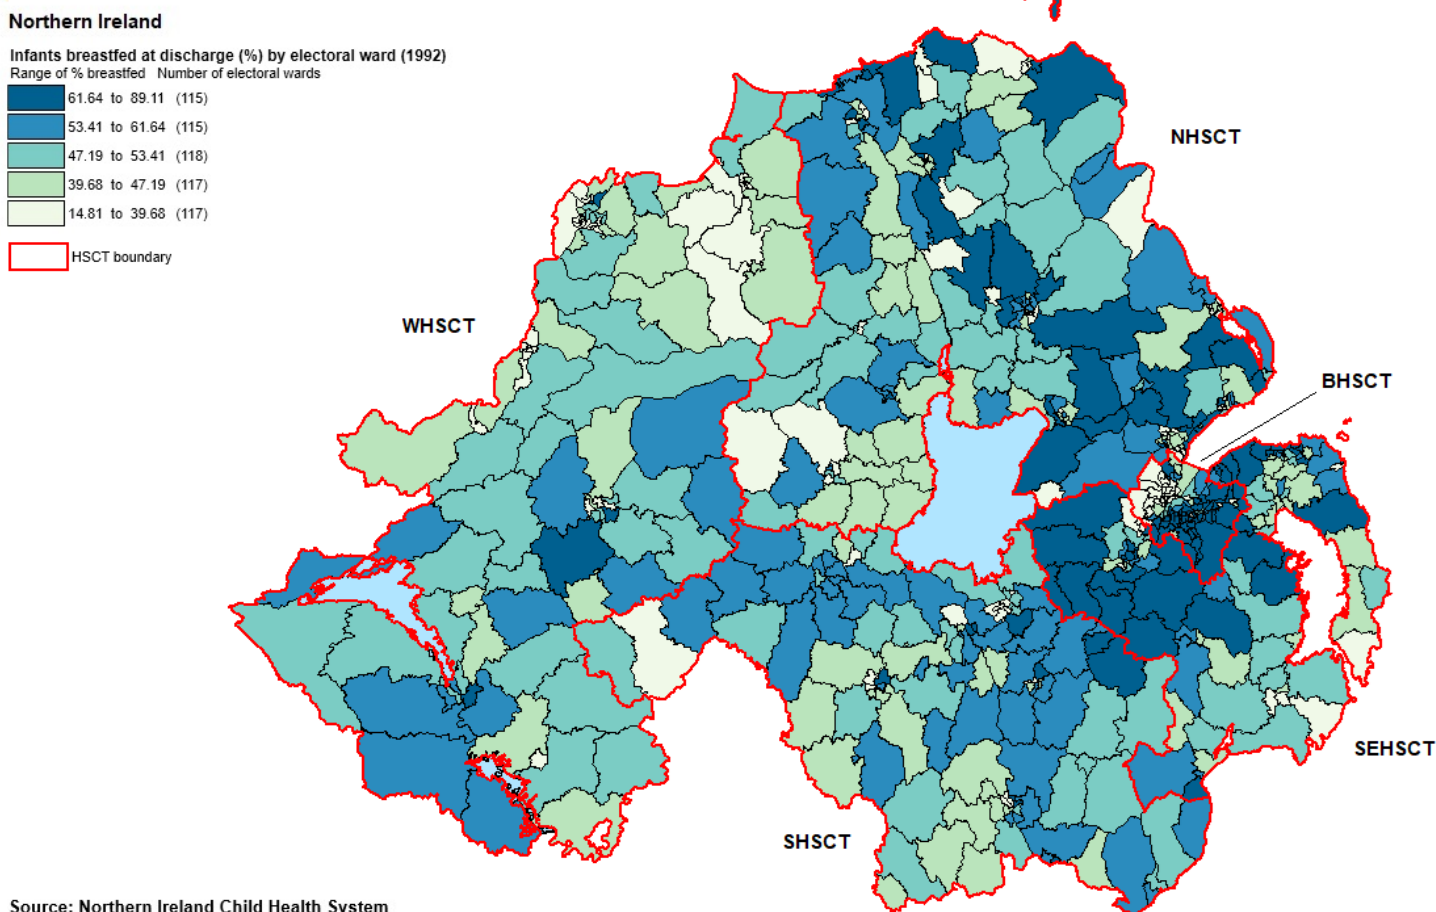 Northern Ireland
Infants breastfed at discharge (%) by electoral ward (1992)
Range of % breastfed Number of electoral wards
61.64 to 89.11 (115)
53.41 to 61.64 (115)
47.19 to 53.41 (118)
39.68 to 47.19 (117)
14.81 to 39.68 (117)
HSCT boundary
NHSCT
WHSCT
BHSCT
SEHSCT
SHSCT
Source: Northern Ireland Child Health System